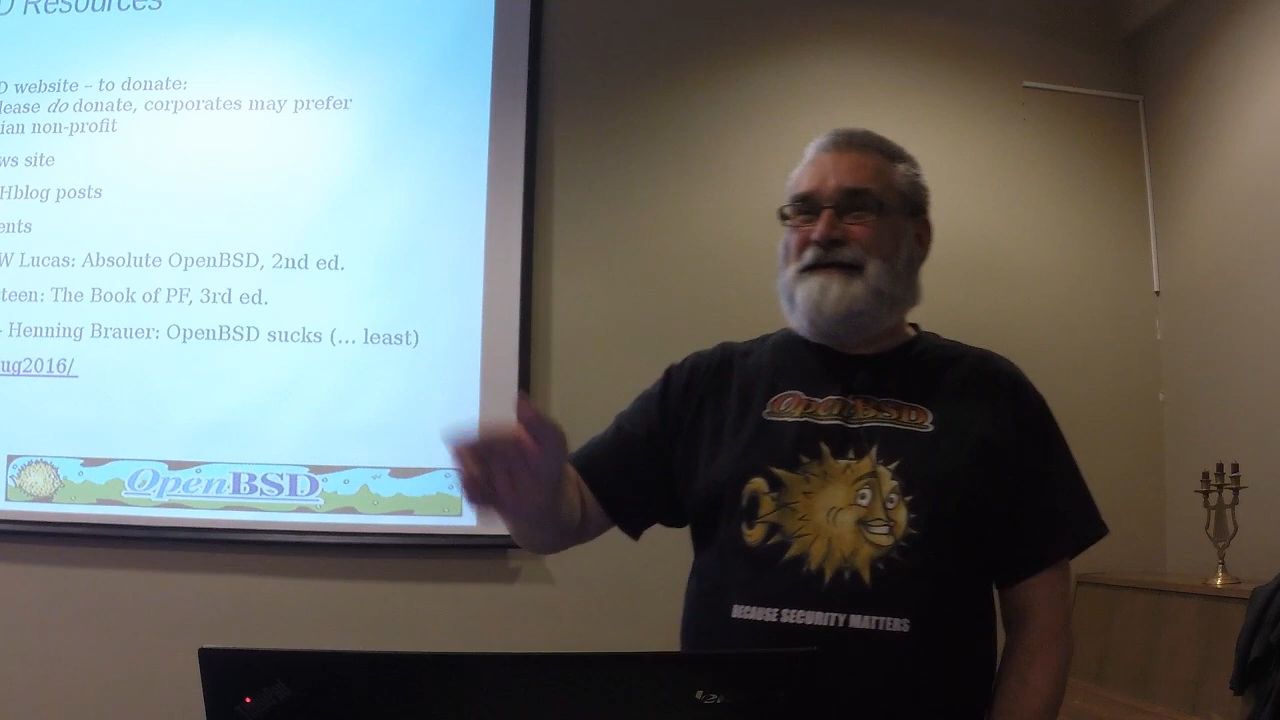 D Resources
D website – to donate:
lease do donate, corporates may prefer
ian non-profit
ws site
Hblog posts
ents
W Lucas: Absolute OpenBSD, 2nd ed.
teen: The Book of PF, 3rd ed.
- Henning Brauer: OpenBSD sucks (... least)
ug2016/
OpenBSD
OpenBSD
BECAUSE SECURITY MATTERS